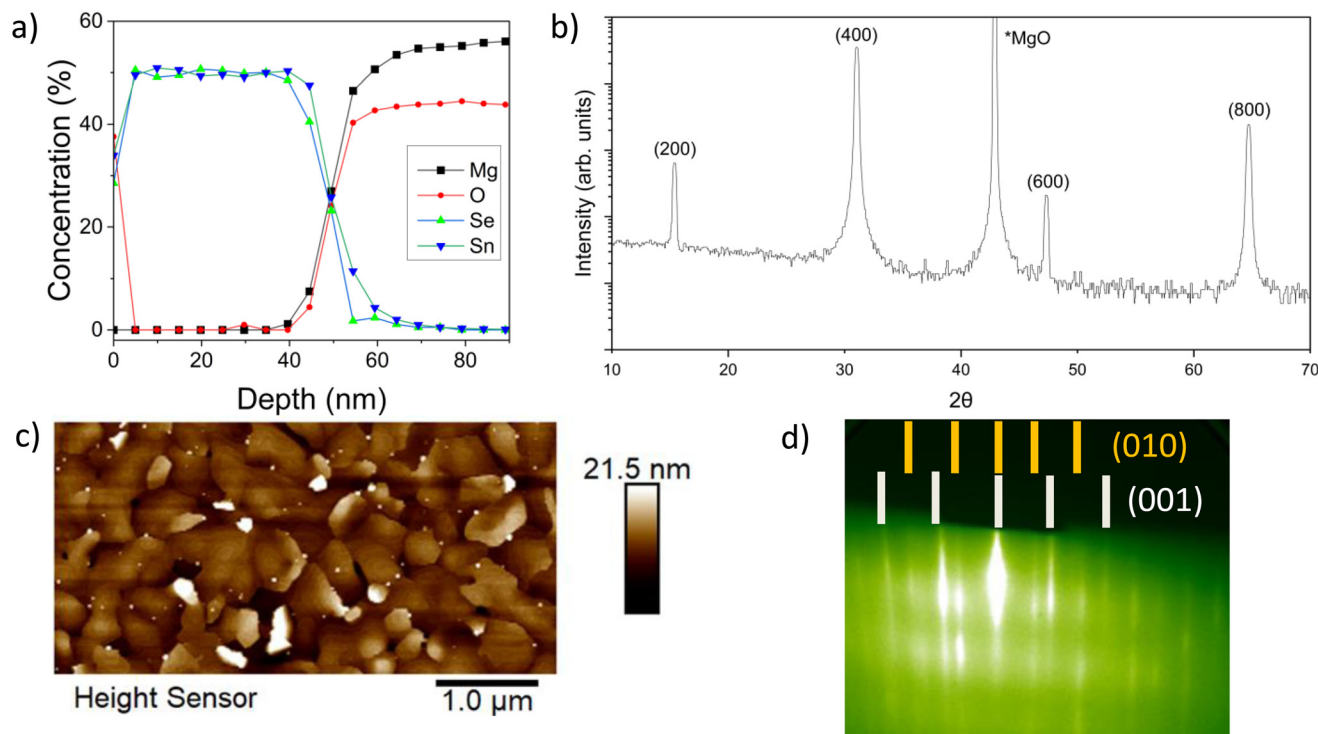 a)
Concentration (%)
60
40
20
0
Mg
O
Se
Sn
0 20 40 60 80
Depth (nm)
b)
Intensity (arb. units)
(200)
(400)
*MgO
(600)
(800)
10 20 30 40 50 60 70
2θ
c)
21.5 nm
Height Sensor
1.0 µm
d)
(010)
(001)